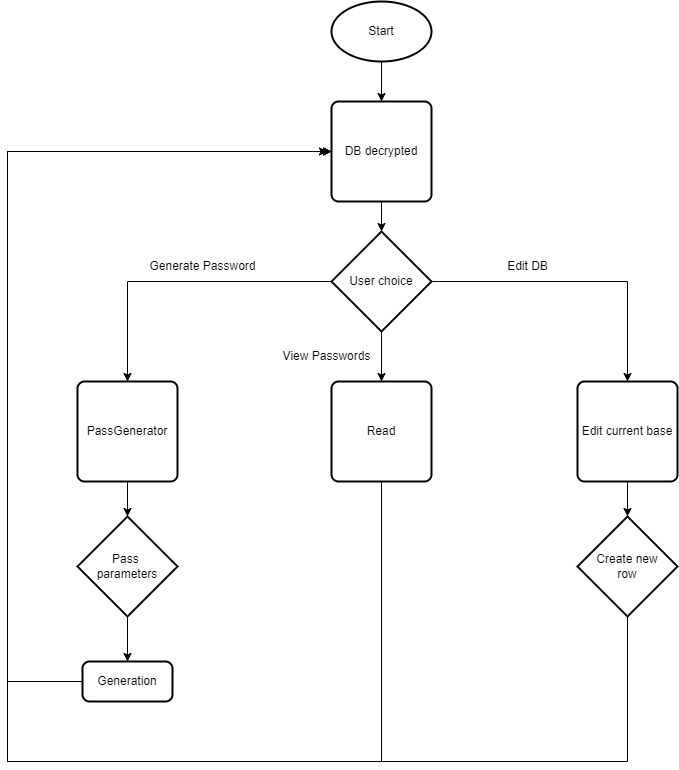 Start
DB decrypted
User choice
Generate Password
Edit DB
View Passwords
PassGenerator
Read
Edit current base
Pass
parameters
Create new
row
Generation